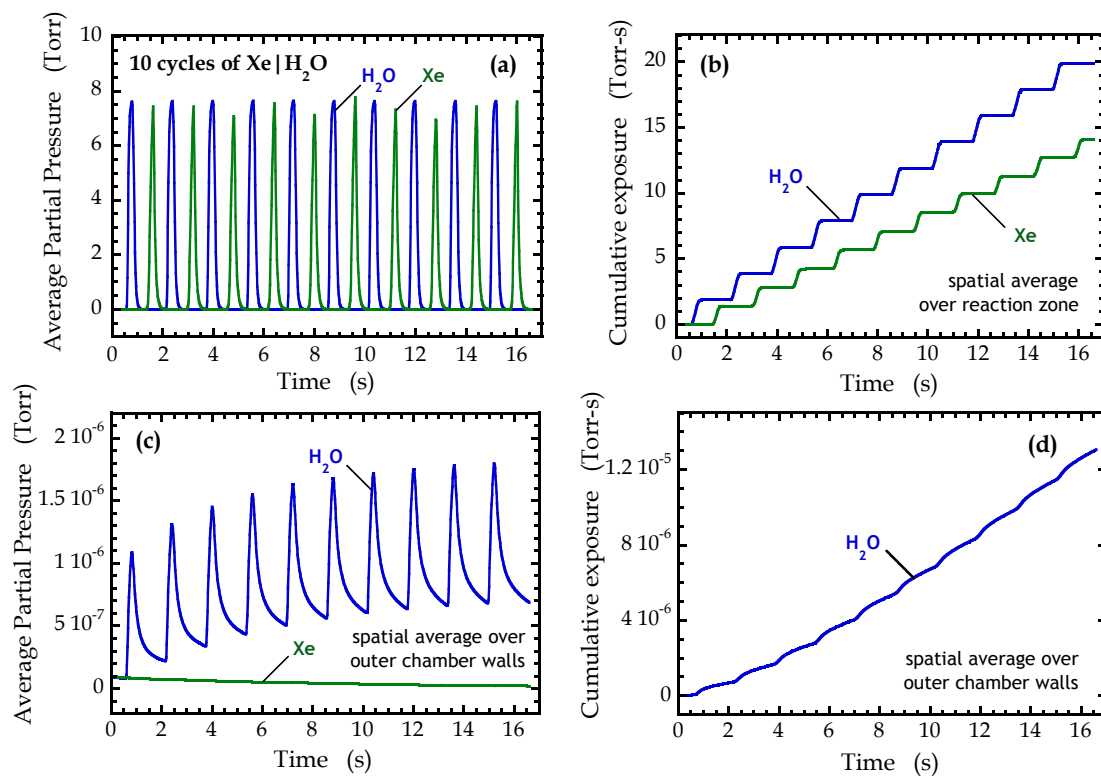 10 cycles of Xe|H₂O
(a)
H₂O
Xe
Average Partial Pressure (Torr)
10
8
6
4
2
0
0 2 4 6 8 10 12 14 16
Time (s)
(b)
H₂O
Xe
spatial average
over reaction zone
Cumulative exposure (Torr-s)
20
15
10
5
0
0 2 4 6 8 10 12 14 16
Time (s)
(c)
H₂O
Xe
spatial average over
outer chamber walls
Average Partial Pressure (Torr)
2 10⁻⁶
1.5 10⁻⁶
1 10⁻⁶
5 10⁻⁷
0
0 2 4 6 8 10 12 14 16
Time (s)
(d)
H₂O
spatial average over
outer chamber walls
Cumulative exposure (Torr-s)
1.2 10⁻⁵
8 10⁻⁶
4 10⁻⁶
0
0 2 4 6 8 10 12 14 16
Time (s)